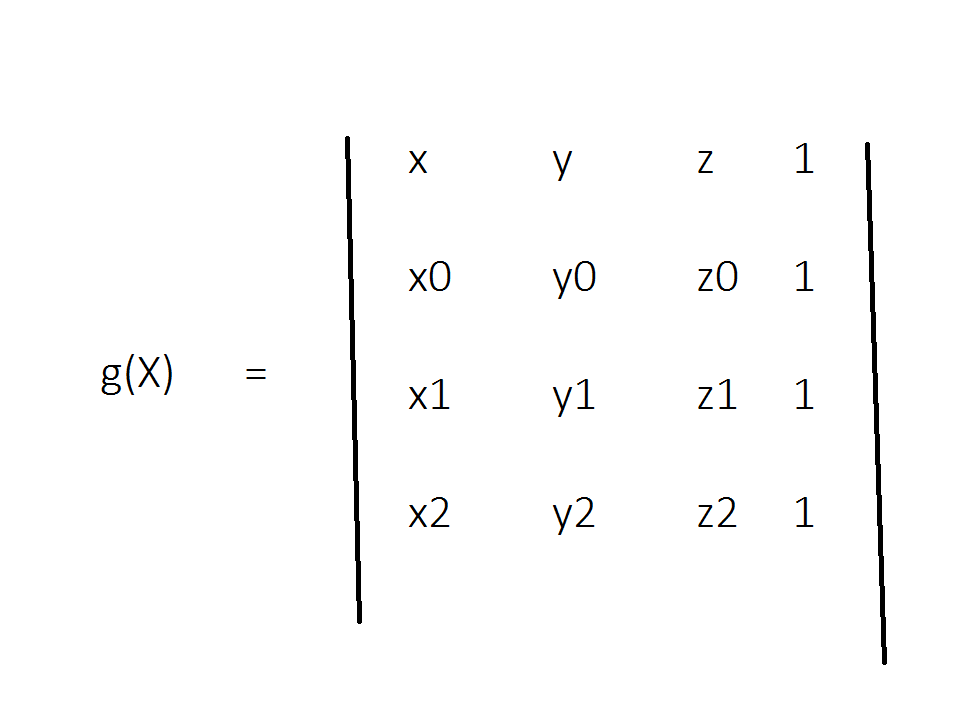 x y z 1
x0 y0 z0 1
g(X) =
x1 y1 z1 1
x2 y2 z2 1